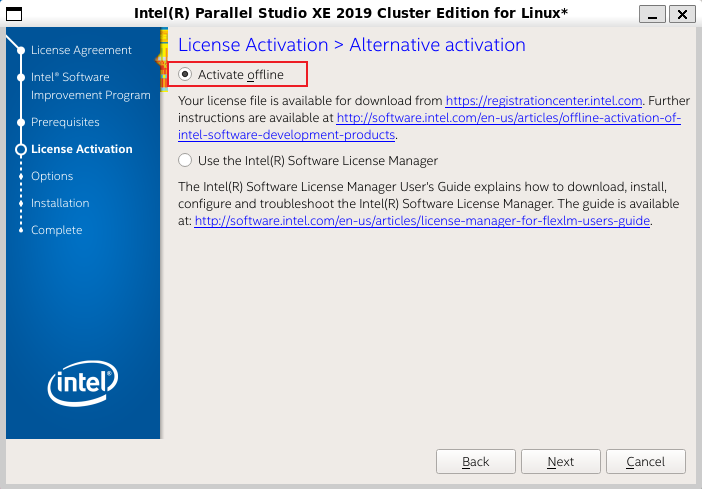 Intel(R) Parallel Studio XE 2019 Cluster Edition for Linux*
License Agreement
Intel® Software
Improvement Program
Prerequisites
License Activation
Options
Installation
Complete
intel®
License Activation > Alternative activation
Activate offline
Your license file is available for download from https://registrationcenter.intel.com. Further
instructions are available at http://software.intel.com/en-us/articles/offline-activation-of-
intel-software-development-products.
Use the Intel(R) Software License Manager
The Intel(R) Software License Manager User's Guide explains how to download, install,
configure and troubleshoot the Intel(R) Software License Manager. The guide is available
at: http://software.intel.com/en-us/articles/license-manager-for-flexlm-users-guide.
Back
Next
Cancel